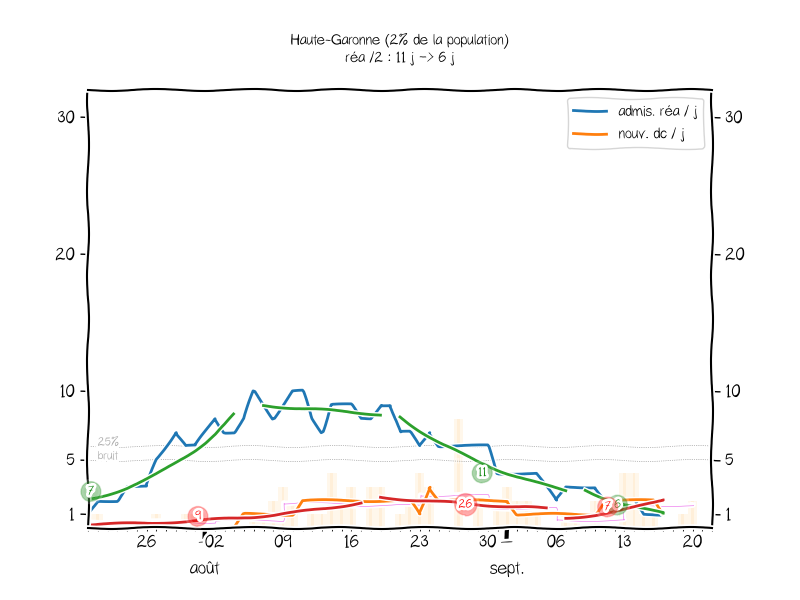 Haute-Garonne (2% de la population)
réa /2 : 11 j -> 6 j
admis. réa / j
nouv. dc / j
30 30
20 20
10 10
25%
bruit
5 5
7 11 26 7 6
9
1 1
26 02 09 16 23 30 06 13 20
août sept.